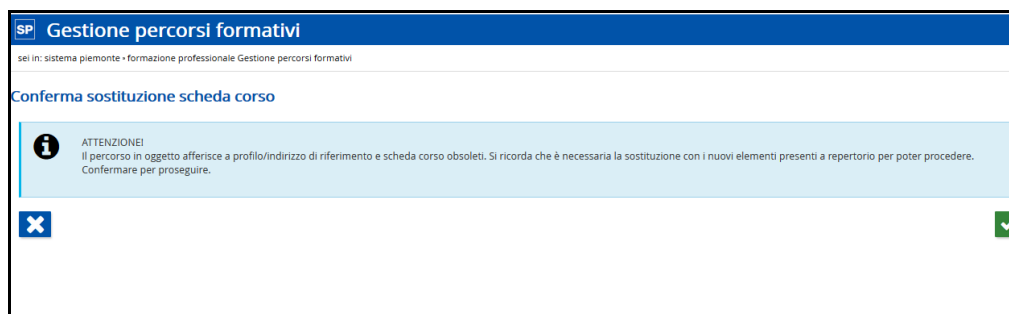 SP Gestione percorsi formativi
sei in: sistema piemonte • formazione professionale Gestione percorsi formativi
Conferma sostituzione scheda corso
ATTENZIONE!
Il percorso in oggetto afferisce a profilo/indirizzo di riferimento e scheda corso obsoleti. Si ricorda che è necessaria la sostituzione con i nuovi elementi presenti a repertorio per poter procedere.
Confermare per proseguire.